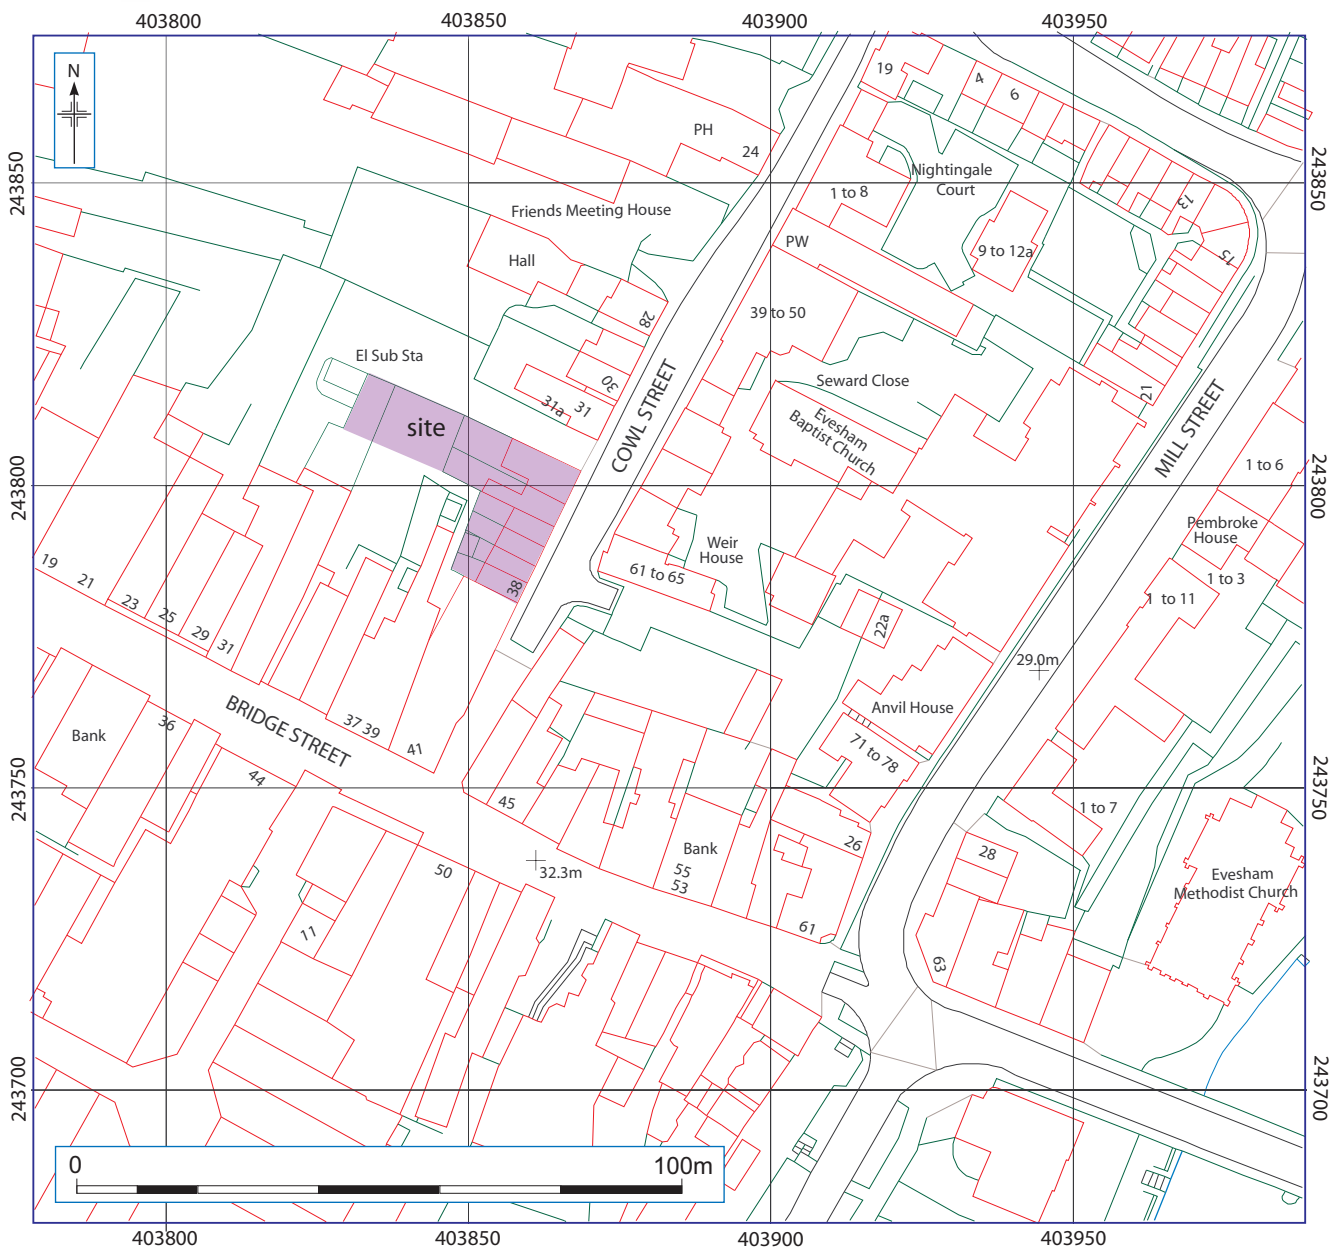 403800 403850 403900 403950
N
19
4
6
PH
24
243850
243850
Nightingale
Court
1 to 8
13
Friends Meeting House
PW
9 to 12a
15
Hall
28
39 to 50
El Sub Sta
30
Seward Close
31a
31
21
site
COWL STREET
Evesham
Baptist Church
MILL STREET
1 to 6
243800
243800
Pembroke
House
Weir
House
19
21
61 to 65
1 to 3
38
1 to 11
23
25
29
31
22a
29.0m
BRIDGE STREET
36
37 39
41
Bank
Anvil House
71 to 78
44
243750
243750
45
1 to 7
26
28
Bank
50
32.3m
55
53
Evesham
Methodist Church
61
11
63
243700
243700
0 100m
403800 403850 403900 403950